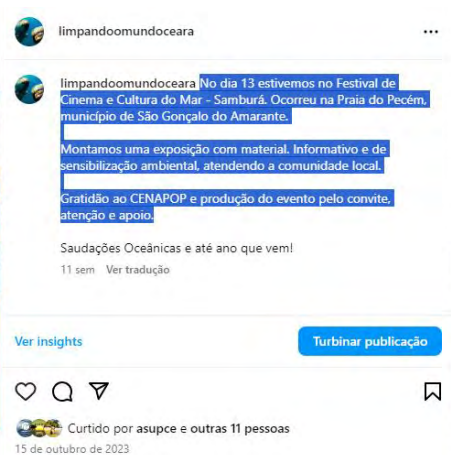 limpandoomundoceara
limpandoomundoceara No dia 13 estivemos no Festival de
Cinema e Cultura do Mar - Samburá. Ocorreu na Praia do Pecém,
município de São Gonçalo do Amarante.
Montamos uma exposição com material. Informativo e de
sensibilização ambiental, atendendo a comunidade local.
Gratidão ao CENAPOP e produção do evento pelo convite,
atenção e apoio.
Saudações Oceânicas e até ano que vem!
11 sem Ver tradução
Ver insights Turbinar publicação
Curtido por asupce e outras 11 pessoas
15 de outubro de 2023